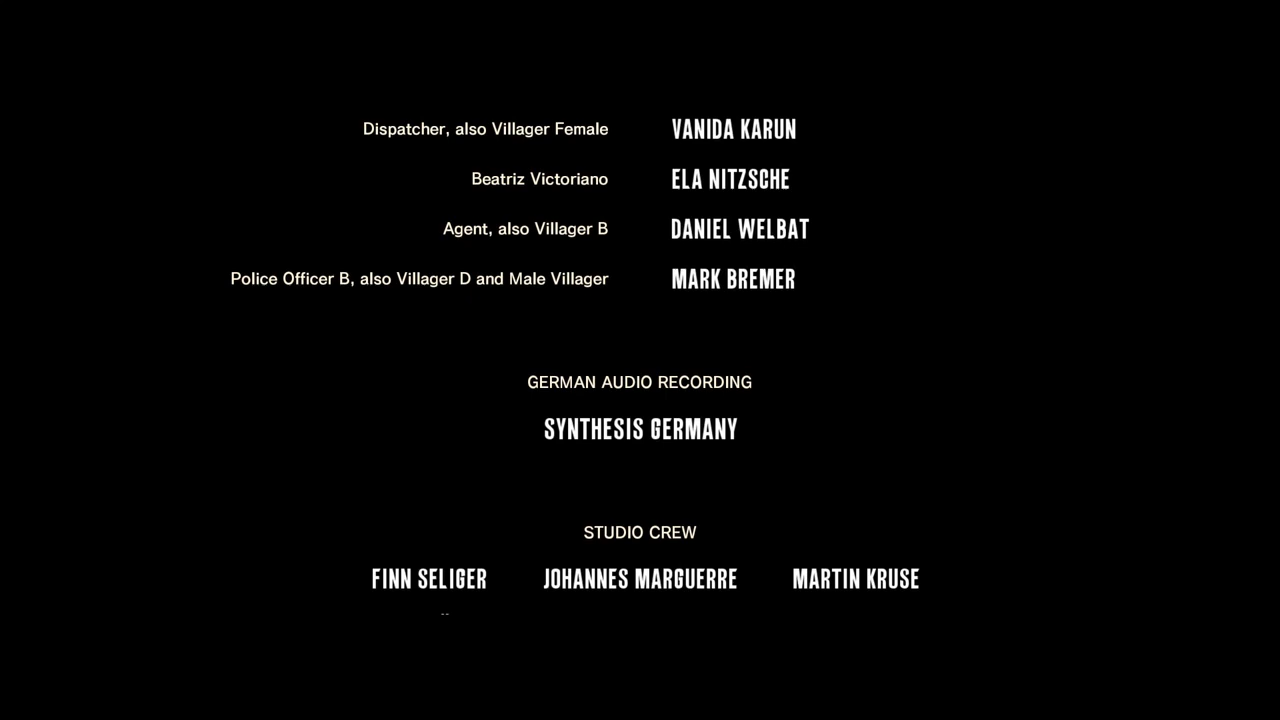 Dispatcher, also Villager Female VANIDA KARUN
Beatriz Victoriano ELA NITZSCHE
Agent, also Villager B DANIEL WELBAT
Police Officer B, also Villager D and Male Villager MARK BREMER
GERMAN AUDIO RECORDING
SYNTHESIS GERMANY
STUDIO CREW
FINN SELIGER JOHANNES MARGUERRE MARTIN KRUSE